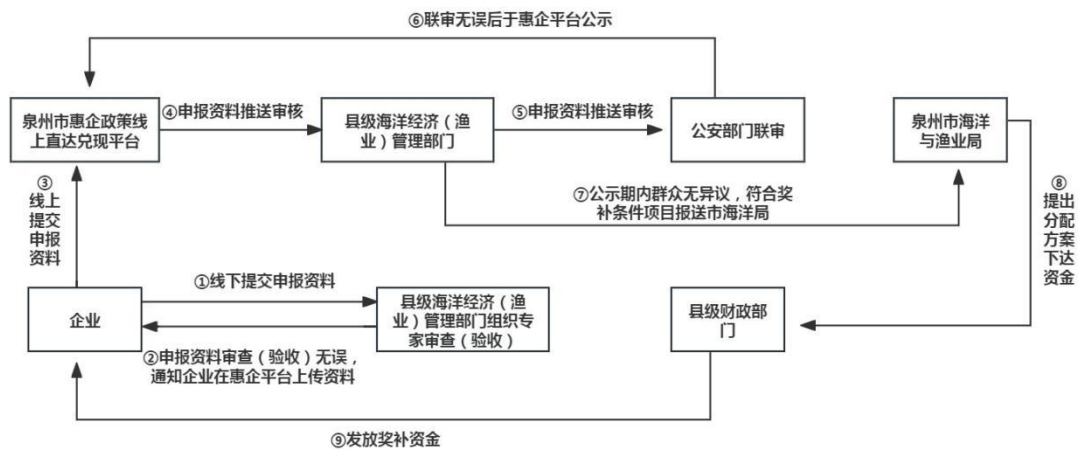 ⑥联审无误后于惠企平台公示
泉州市惠企政策线
上直达兑现平台
④申报资料推送审核
县级海洋经济（渔
业）管理部门
⑤申报资料推送审核
公安部门联审
泉州市海洋
与渔业局
③
线上
提交
申报
资料
⑦公示期内群众无异议，符合奖
补条件项目报送市海洋局
⑧
提出
分配
方案
下达
资金
①线下提交申报资料
企业
县级海洋经济（渔
业）管理部门组织专
家审查（验收）
县级财政部
门
②申报资料审查（验收）无误，
通知企业在惠企平台上传资料
⑨发放奖补资金